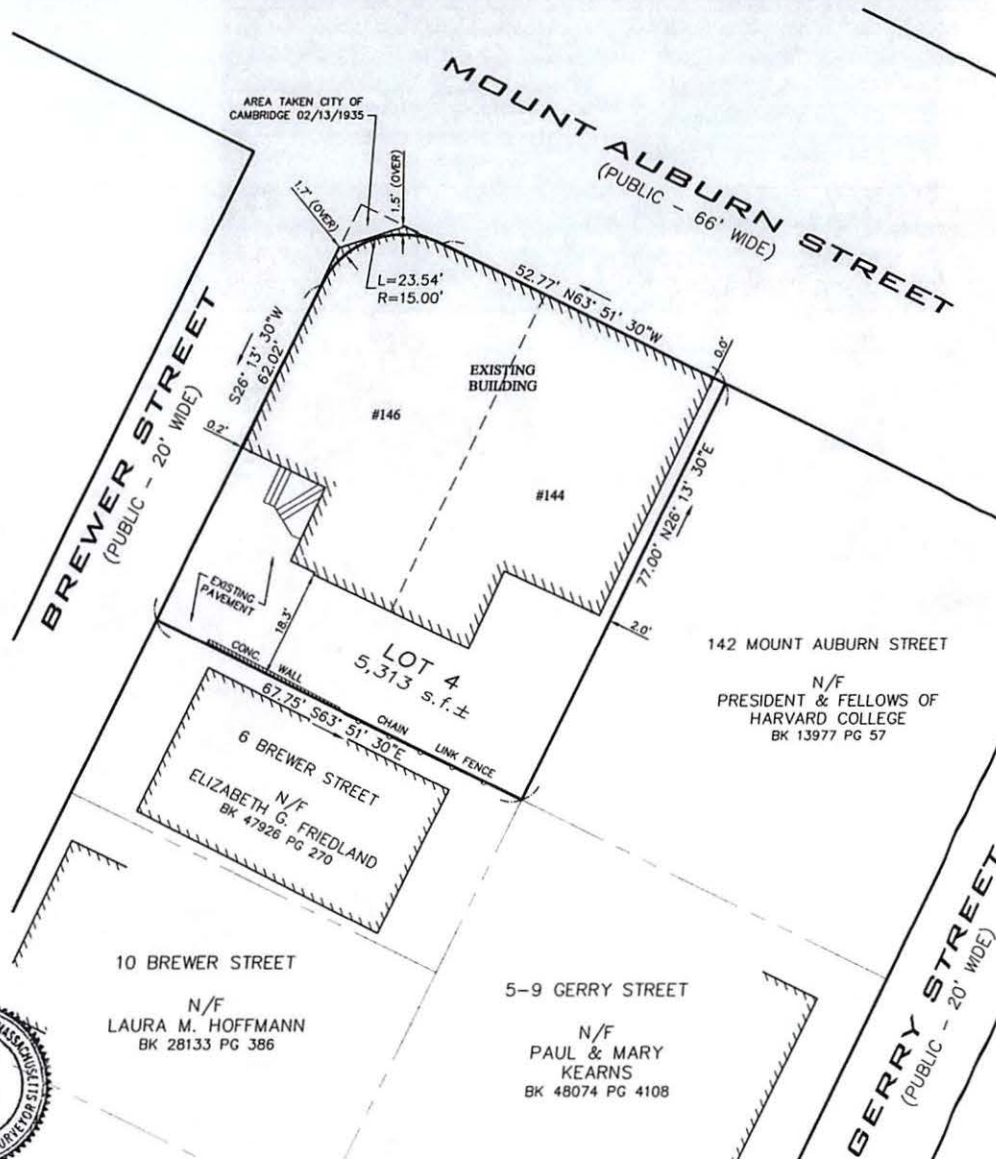 MOUNT AUBURN STREET
(PUBLIC - 66' WIDE)
AREA TAKEN CITY OF
CAMBRIDGE 02/13/1935
1.7' (OVER)
1.5' (OVER)
L=23.54'
R=15.00'
52.77' N63° 51' 30"W
0.0'
BREWER STREET
(PUBLIC - 20' WIDE)
S26° 13' 30"W
62.02'
0.2'
EXISTING
BUILDING
#146
#144
77.00' N26° 13' 30"E
2.0'
EXISTING
PAVEMENT
18.3'
LOT 4
5,313 s.f.±
CONC. WALL
CHAIN LINK FENCE
67.75' S63° 51' 30"E
142 MOUNT AUBURN STREET
N/F
PRESIDENT & FELLOWS OF
HARVARD COLLEGE
BK 13977 PG 57
6 BREWER STREET
N/F
ELIZABETH G. FRIEDLAND
BK 47926 PG 270
10 BREWER STREET
N/F
LAURA M. HOFFMANN
BK 28133 PG 386
5-9 GERRY STREET
N/F
PAUL & MARY
KEARNS
BK 48074 PG 4108
GERRY STREET
(PUBLIC - 20' WIDE)